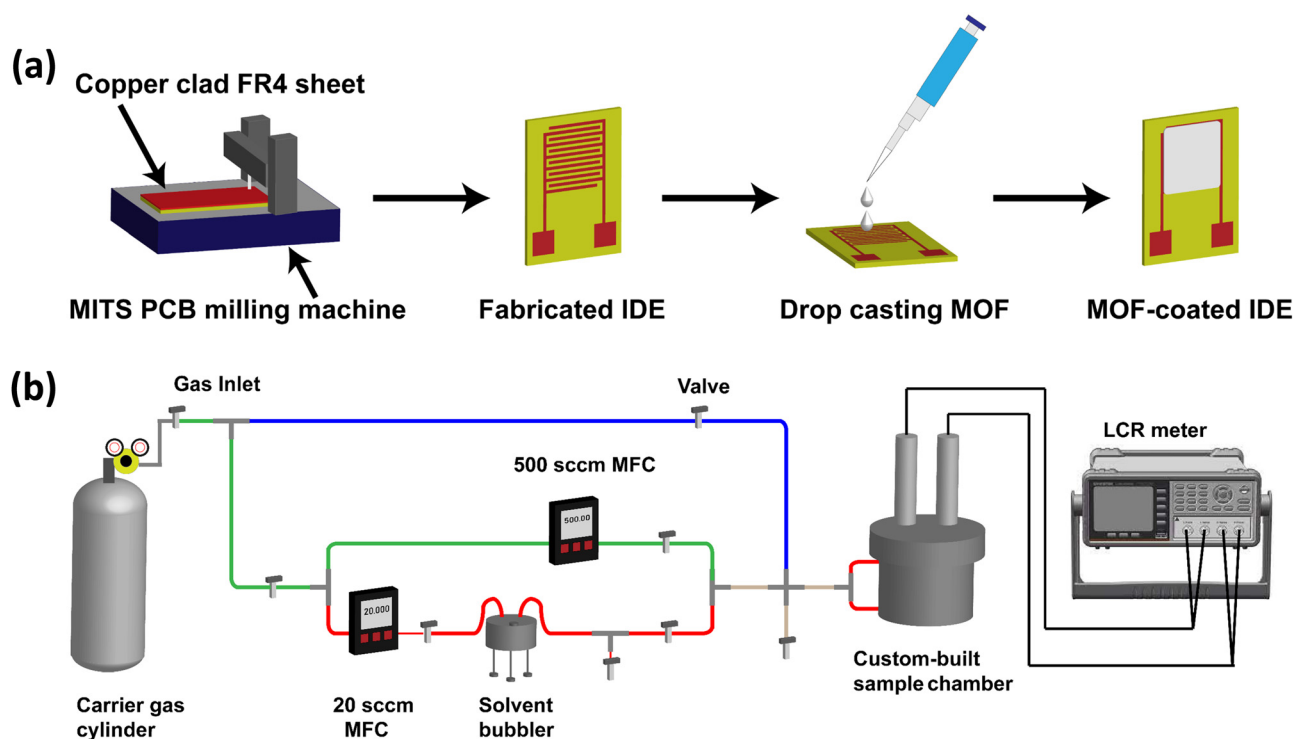 (a)
Copper clad FR4 sheet
MITS PCB milling machine
Fabricated IDE
Drop casting MOF
MOF-coated IDE
(b)
Gas Inlet
Valve
LCR meter
500 sccm MFC
500.00
20.000
Carrier gas
cylinder
20 sccm
MFC
Solvent
bubbler
Custom-built
sample chamber